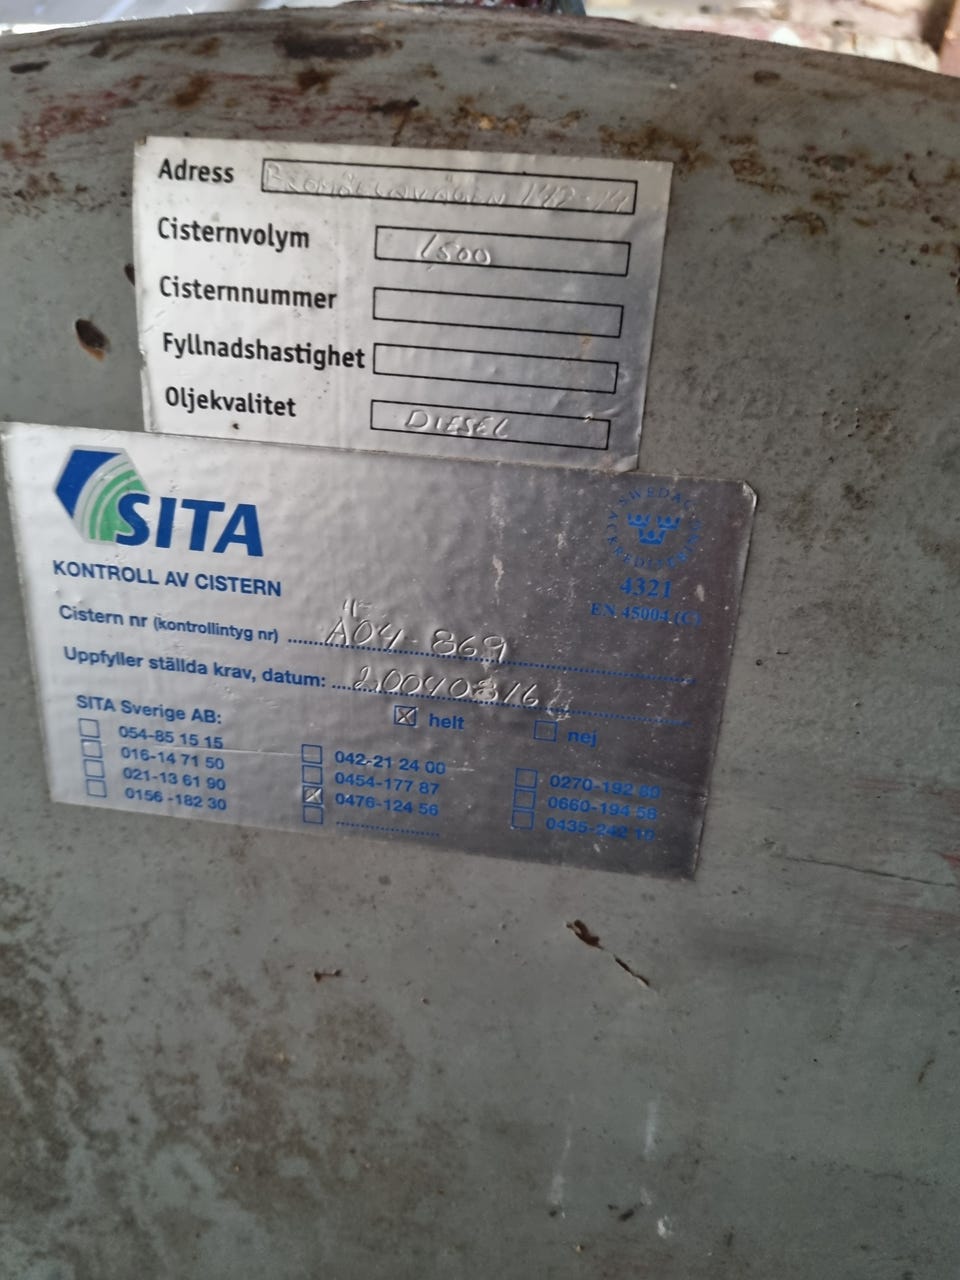 Adress
Cisternvolym 1500
Cisternnummer
Fyllnadshastighet
Oljekvalitet DIESEL
SITA
KONTROLL AV CISTERN
SWEDAC ACKREDITERING
4321
EN 45004 (C)
Cistern nr (kontrollintyg nr) A04-869
Uppfyller ställda krav, datum: 20040816
SITA Sverige AB: helt nej
054-85 15 15
016-14 71 50
021-13 61 90
0156-182 30
042-21 24 00
0454-177 87
0476-124 56
0270-192 60
0660-194 58
0435-242 10